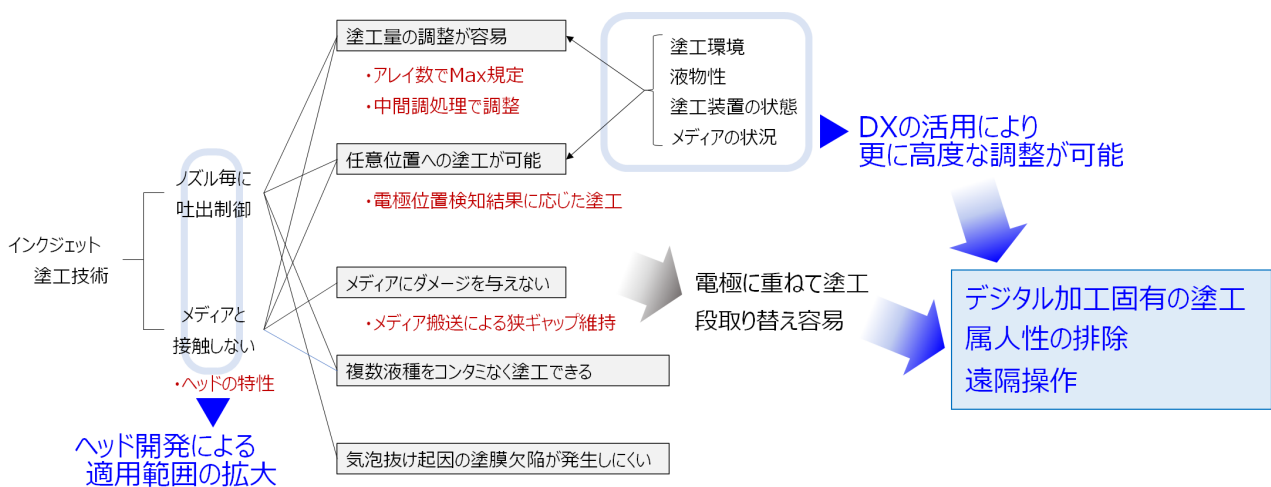 インクジェット
塗工技術
ノズル毎に
吐出制御
メディアと
接触しない
・ヘッドの特性
ヘッド開発による
適用範囲の拡大
塗工量の調整が容易
・アレイ数でMax規定
・中間調処理で調整
任意位置への塗工が可能
・電極位置検知結果に応じた塗工
メディアにダメージを与えない
・メディア搬送による狭ギャップ維持
複数液種をコンタミなく塗工できる
気泡抜け起因の塗膜欠陥が発生しにくい
塗工環境
液物性
塗工装置の状態
メディアの状況
DXの活用により
更に高度な調整が可能
電極に重ねて塗工
段取り替え容易
デジタル加工固有の塗工
属人性の排除
遠隔操作